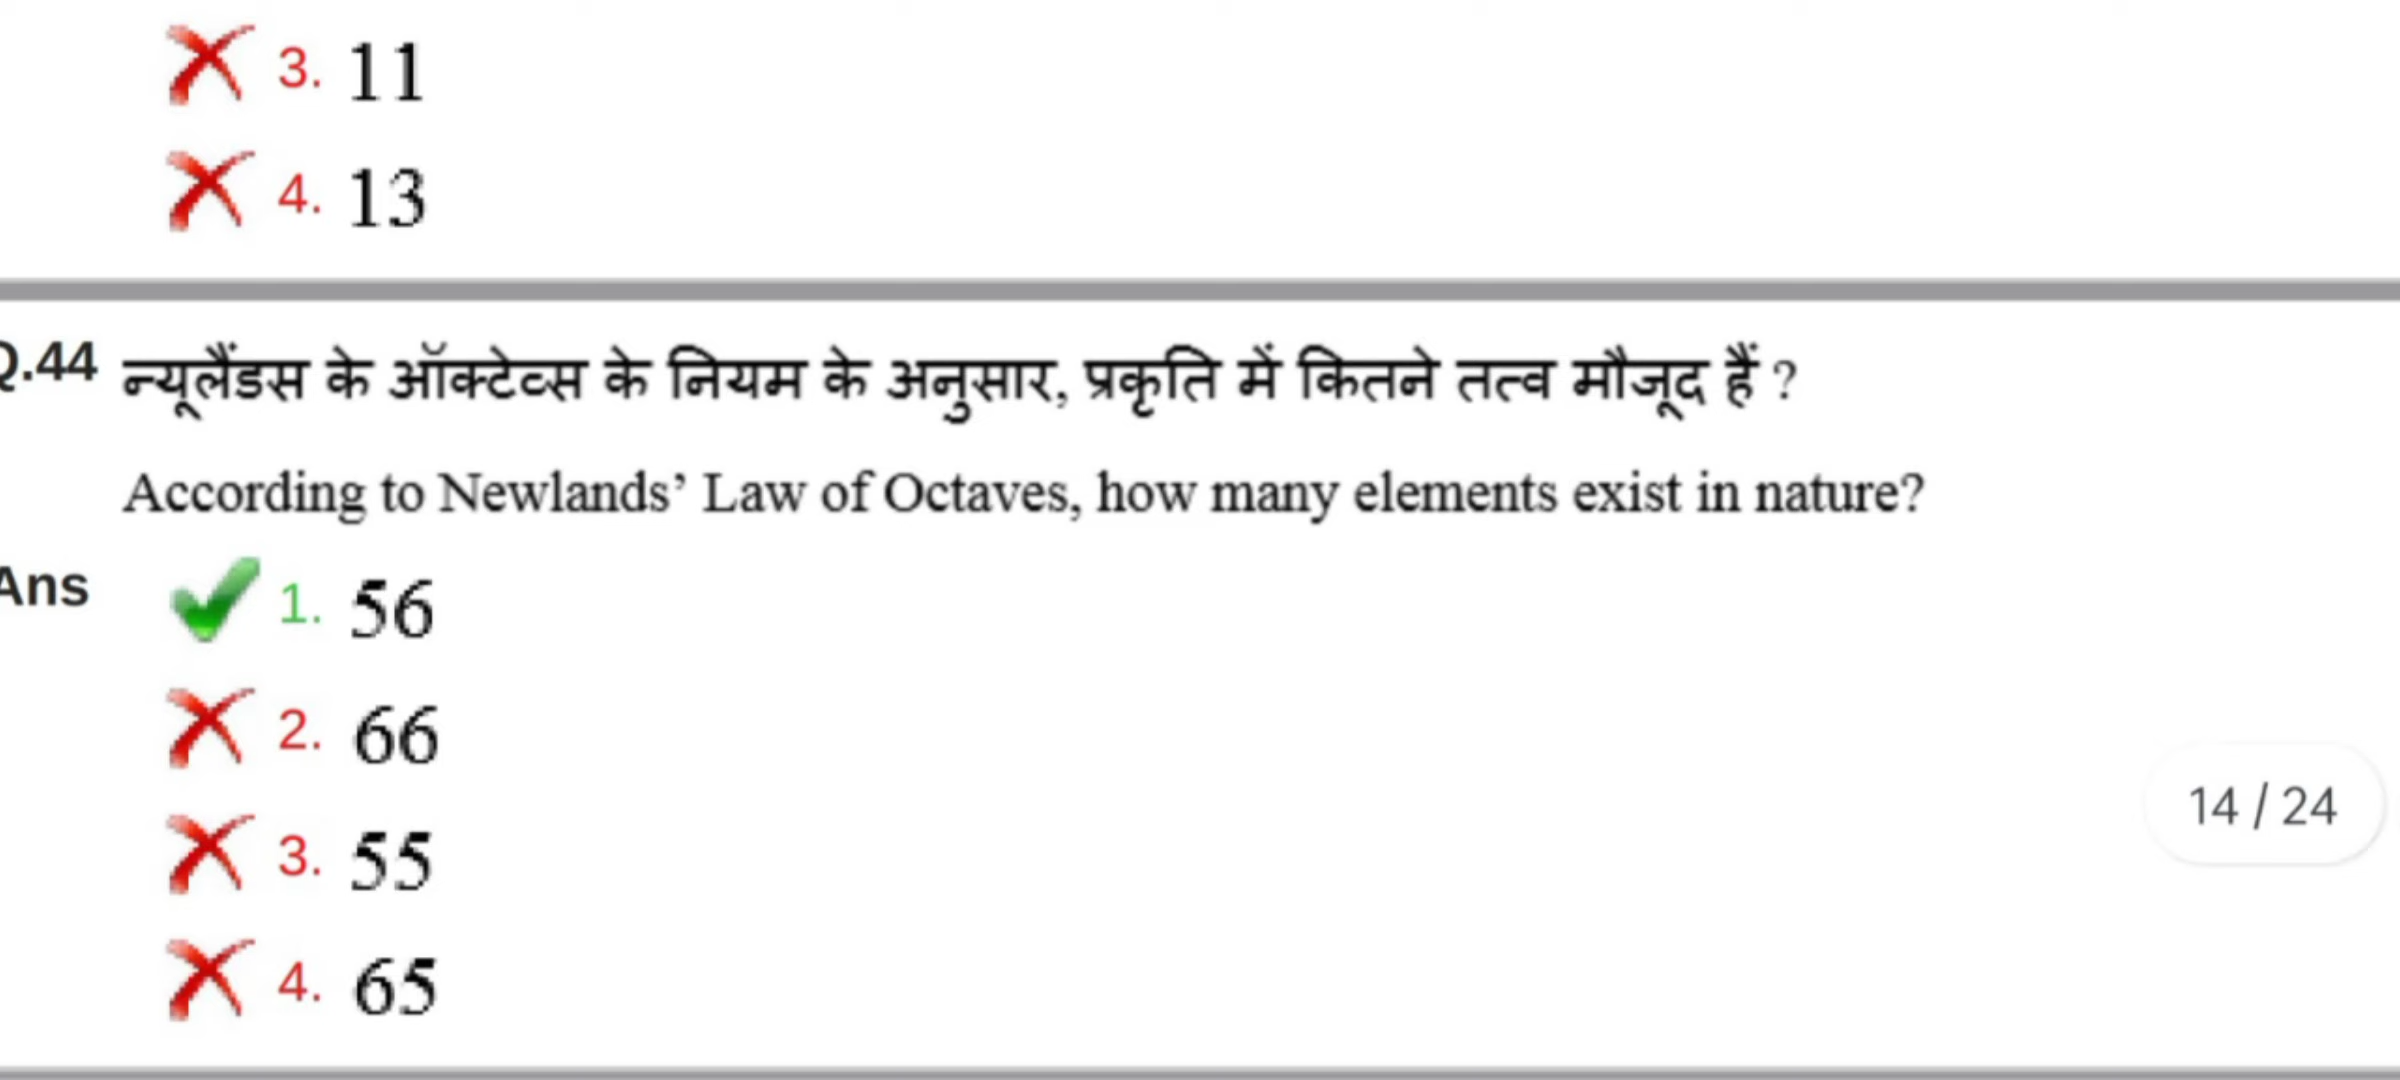 3. 11
4. 13
Q.44 न्यूलैंडस के ऑक्टेव्स के नियम के अनुसार, प्रकृति में कितने तत्व मौजूद हैं ?
According to Newlands’ Law of Octaves, how many elements exist in nature?
Ans 1. 56
2. 66
3. 55
14 / 24
4. 65